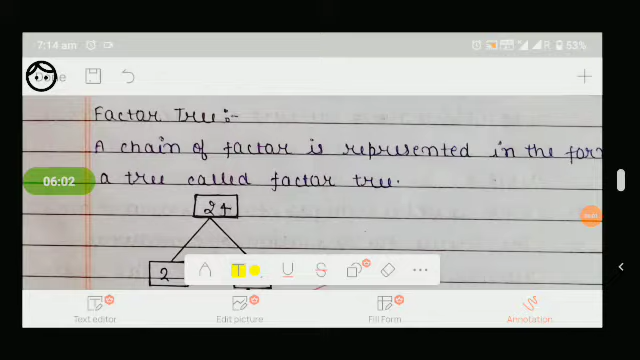 7:14 am
53%
Done
Factor Tree :-
A chain of factor is represented in the for
06:02
a tree called factor tree.
24
2
Text editor
Edit picture
Fill Form
Annotation